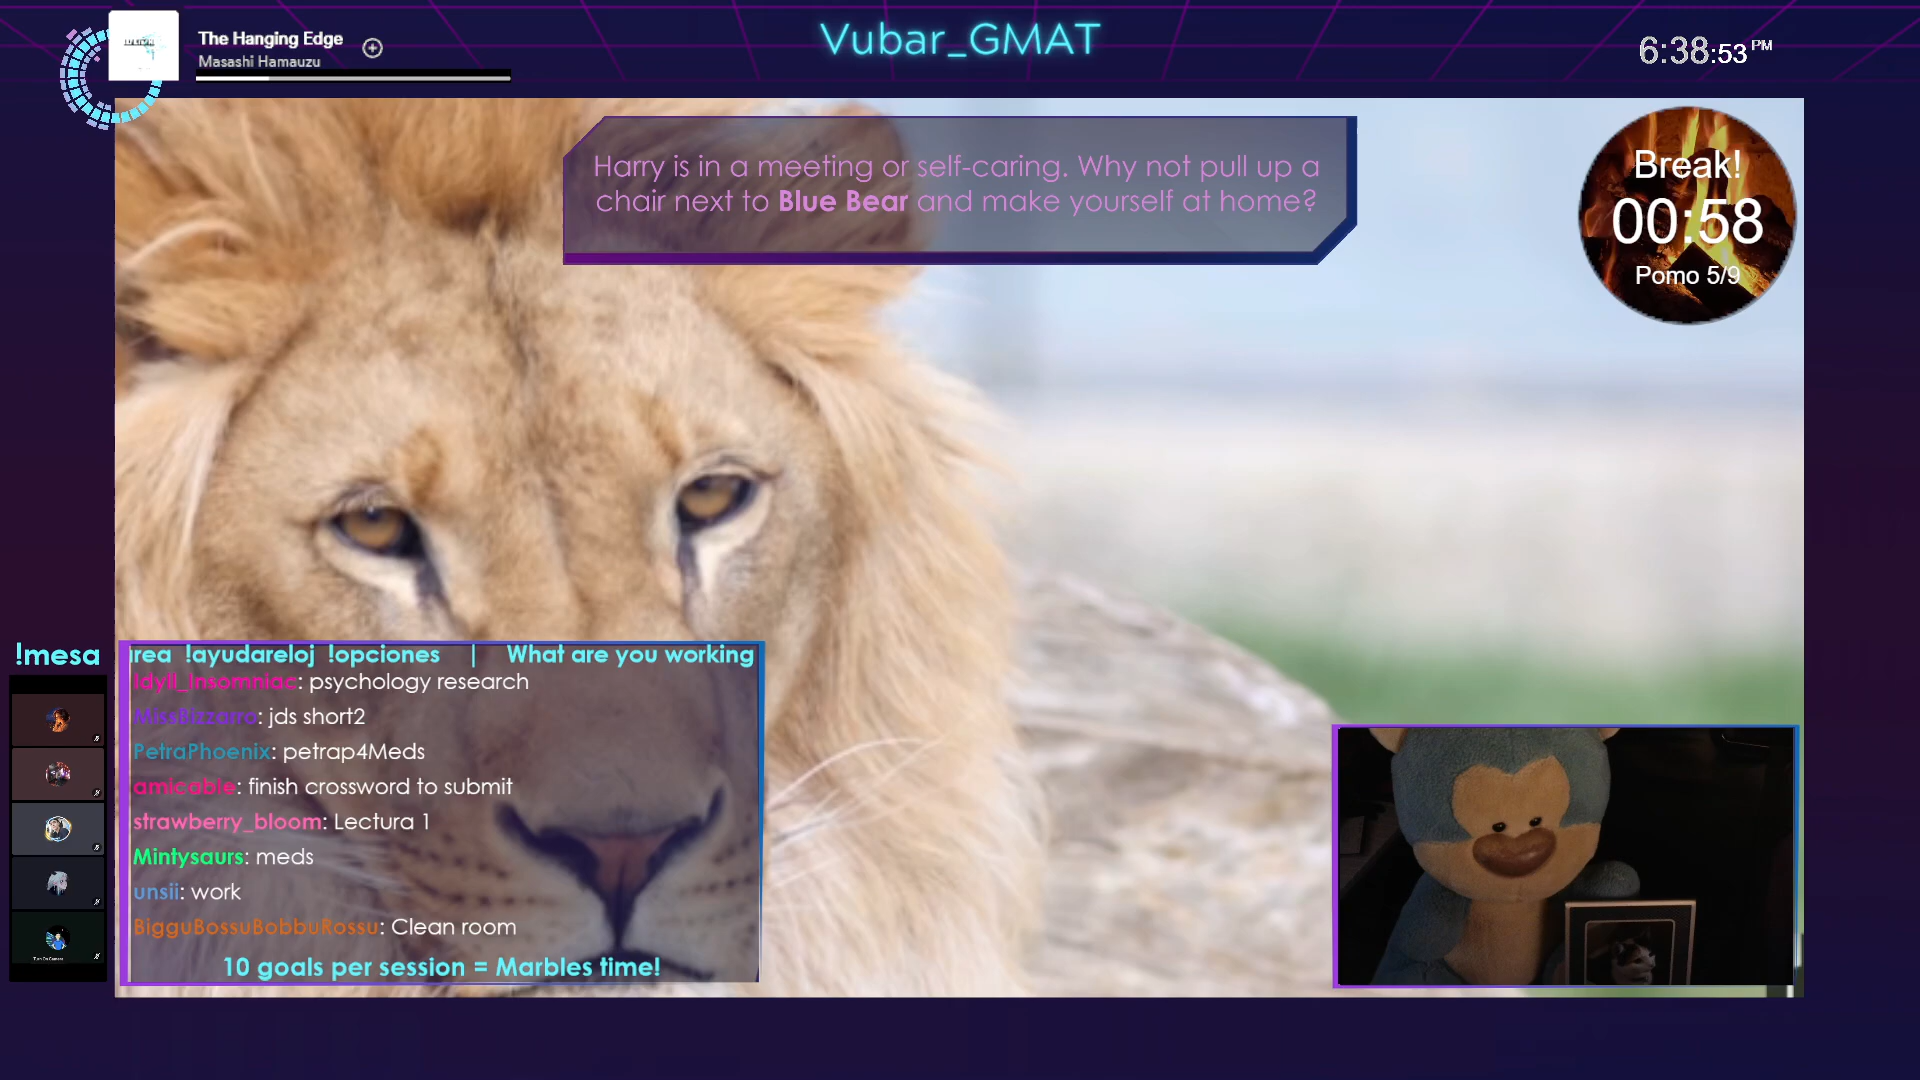 The Hanging Edge
Masashi Hamauzu
Vubar_GMAT
6:38:53 PM
Harry is in a meeting or self-caring. Why not pull up a
chair next to Blue Bear and make yourself at home?
Break!
00:58
Pomo 5/9
!mesa
area !ayudareloj !opciones | What are you working
Idyll_Insomniac: psychology research
MissBizzarro: jds short2
PetraPhoenix: petrap4Meds
amicable: finish crossword to submit
strawberry_bloom: Lectura 1
Mintysaurs: meds
unsii: work
BigguBossuBobbuRossu: Clean room
10 goals per session = Marbles time!